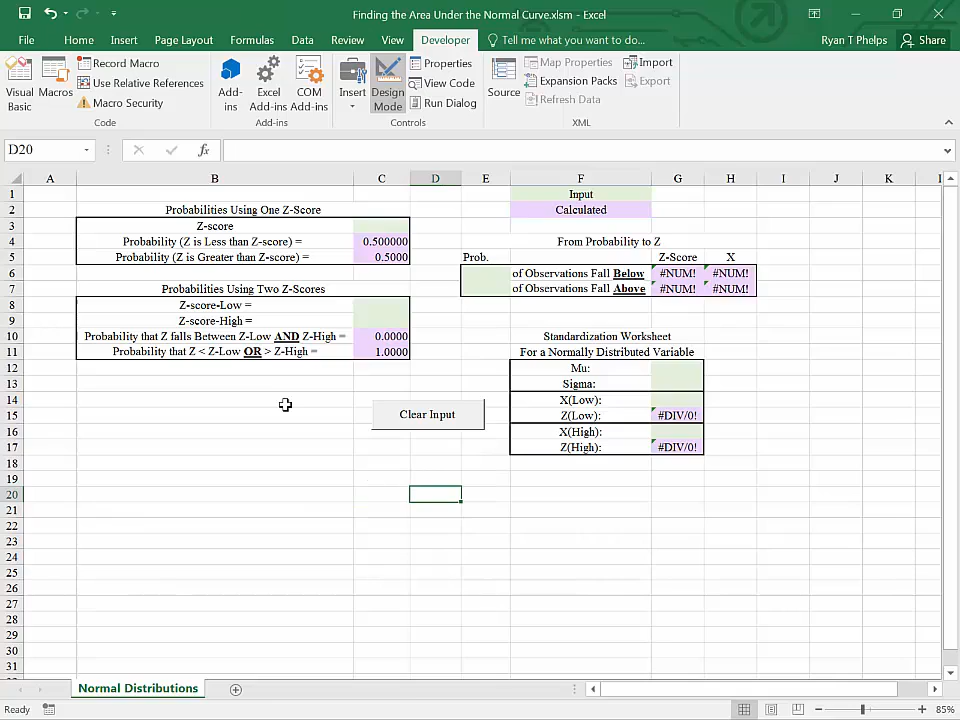 Finding the Area Under the Normal Curve.xlsm - Excel
File Home Insert Page Layout Formulas Data Review View Developer Tell me what you want to do... Ryan T Phelps Share
Visual Basic
Macros
Record Macro
Use Relative References
Macro Security
Code
Add-ins
Excel Add-ins
COM Add-ins
Add-ins
Insert
Design Mode
Properties
View Code
Run Dialog
Controls
Source
Map Properties
Expansion Packs
Refresh Data
Import
Export
XML
D20 fx
A B C D E F G H I J K L
1 Input
2 Probabilities Using One Z-Score Calculated
3 Z-score
4 Probability (Z is Less than Z-score) = 0.500000 From Probability to Z
5 Probability (Z is Greater than Z-score) = 0.5000 Prob. Z-Score X
6 of Observations Fall Below #NUM! #NUM!
7 Probabilities Using Two Z-Scores of Observations Fall Above #NUM! #NUM!
8 Z-score-Low =
9 Z-score-High =
10 Probability that Z falls Between Z-Low AND Z-High = 0.0000 Standardization Worksheet
11 Probability that Z < Z-Low OR > Z-High = 1.0000 For a Normally Distributed Variable
12 Mu:
13 Sigma:
14 X(Low):
Clear Input
15 Z(Low): #DIV/0!
16 X(High):
17 Z(High): #DIV/0!
18
19
20
21
22
23
24
25
26
27
28
29
30
31
Normal Distributions
Ready 85%